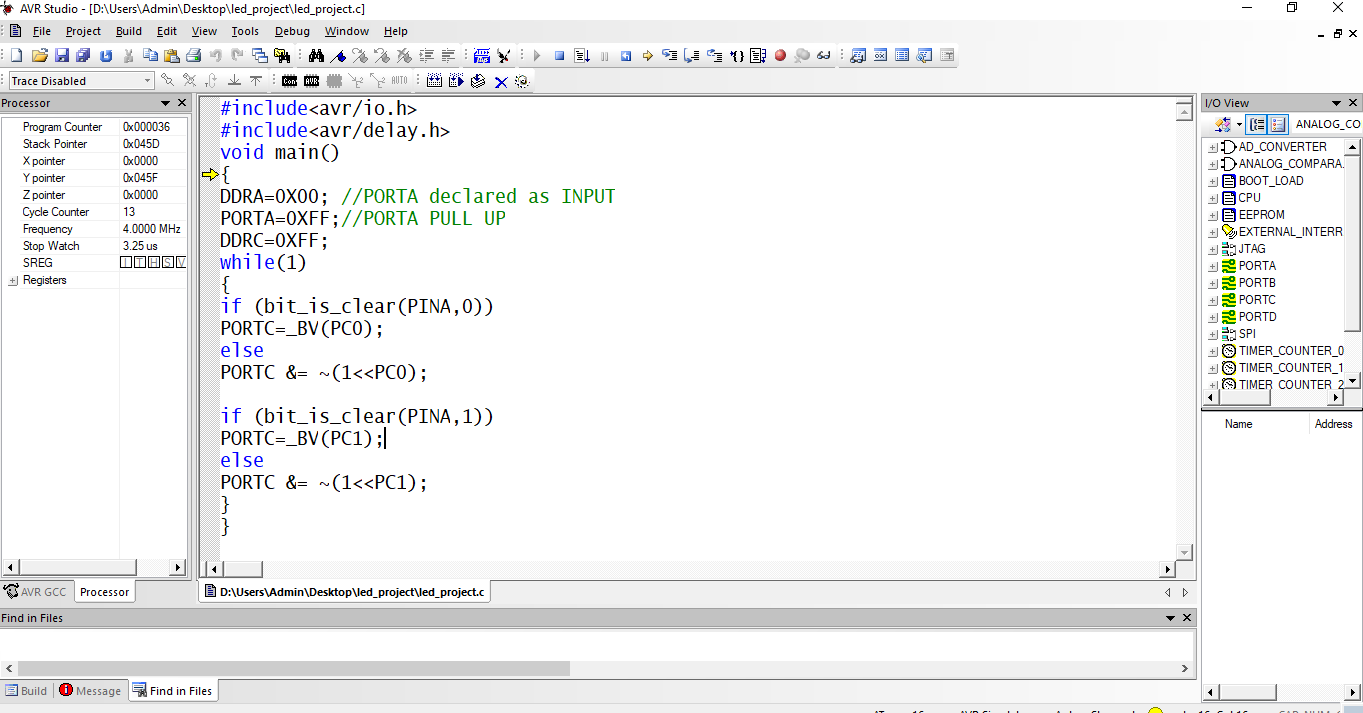 AVR Studio - [D:\Users\Admin\Desktop\led_project\led_project.c]
File Project Build Edit View Tools Debug Window Help
Trace Disabled
Con AVR AUTO
Processor
Program Counter 0x000036
Stack Pointer 0x045D
X pointer 0x0000
Y pointer 0x045F
Z pointer 0x0000
Cycle Counter 13
Frequency 4.0000 MHz
Stop Watch 3.25 us
SREG I T H S V
Registers
AVR GCC Processor
#include<avr/io.h>
#include<avr/delay.h>
void main()
{
DDRA=0X00; //PORTA declared as INPUT
PORTA=0XFF;//PORTA PULL UP
DDRC=0XFF;
while(1)
{
if (bit_is_clear(PINA,0))
PORTC=_BV(PC0);
else
PORTC &= ~(1<<PC0);
if (bit_is_clear(PINA,1))
PORTC=_BV(PC1);
else
PORTC &= ~(1<<PC1);
}
}
D:\Users\Admin\Desktop\led_project\led_project.c
I/O View
ANALOG_CO
AD_CONVERTER
ANALOG_COMPARA
BOOT_LOAD
CPU
EEPROM
EXTERNAL_INTERR
JTAG
PORTA
PORTB
PORTC
PORTD
SPI
TIMER_COUNTER_0
TIMER_COUNTER_1
TIMER_COUNTER_2
Name Address
Find in Files
Build Message Find in Files